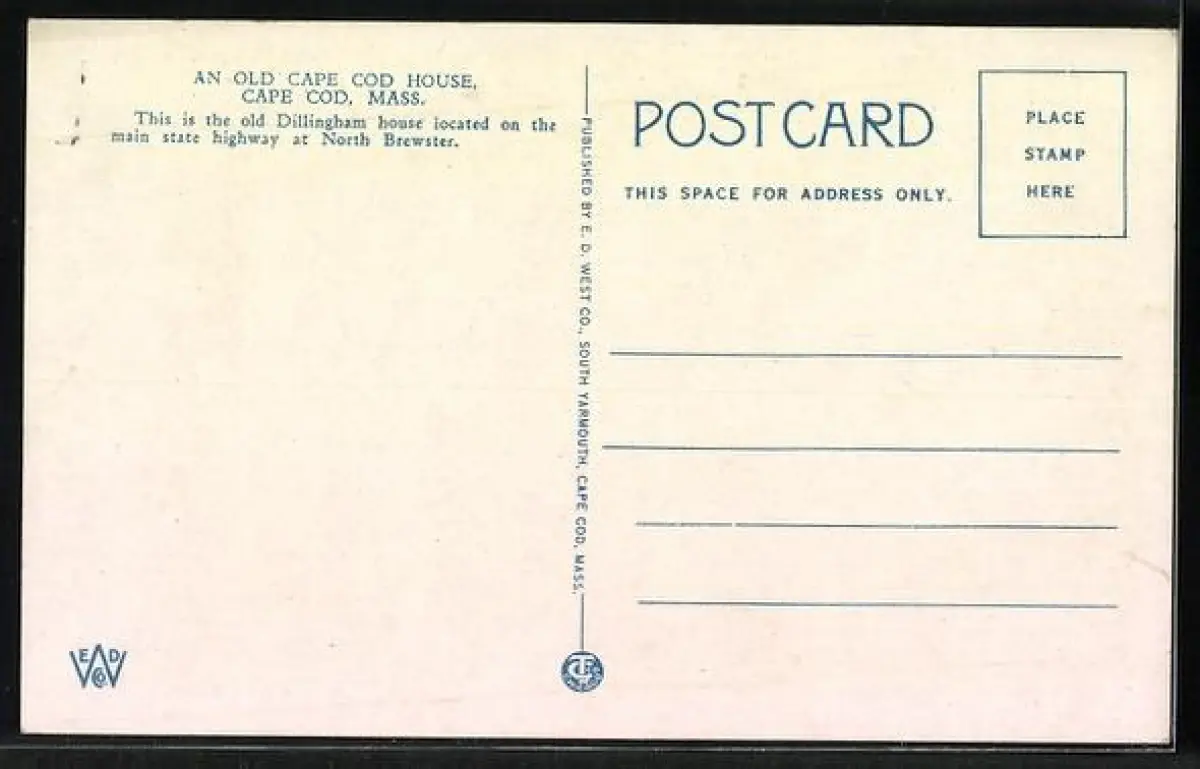 AN OLD CAPE COD HOUSE,
CAPE COD, MASS.
This is the old Dillingham house located on the
main state highway at North Brewster.
PUBLISHED BY E. D. WEST CO., SOUTH YARMOUTH, CAPE COD, MASS.
POST CARD
THIS SPACE FOR ADDRESS ONLY.
PLACE
STAMP
HERE